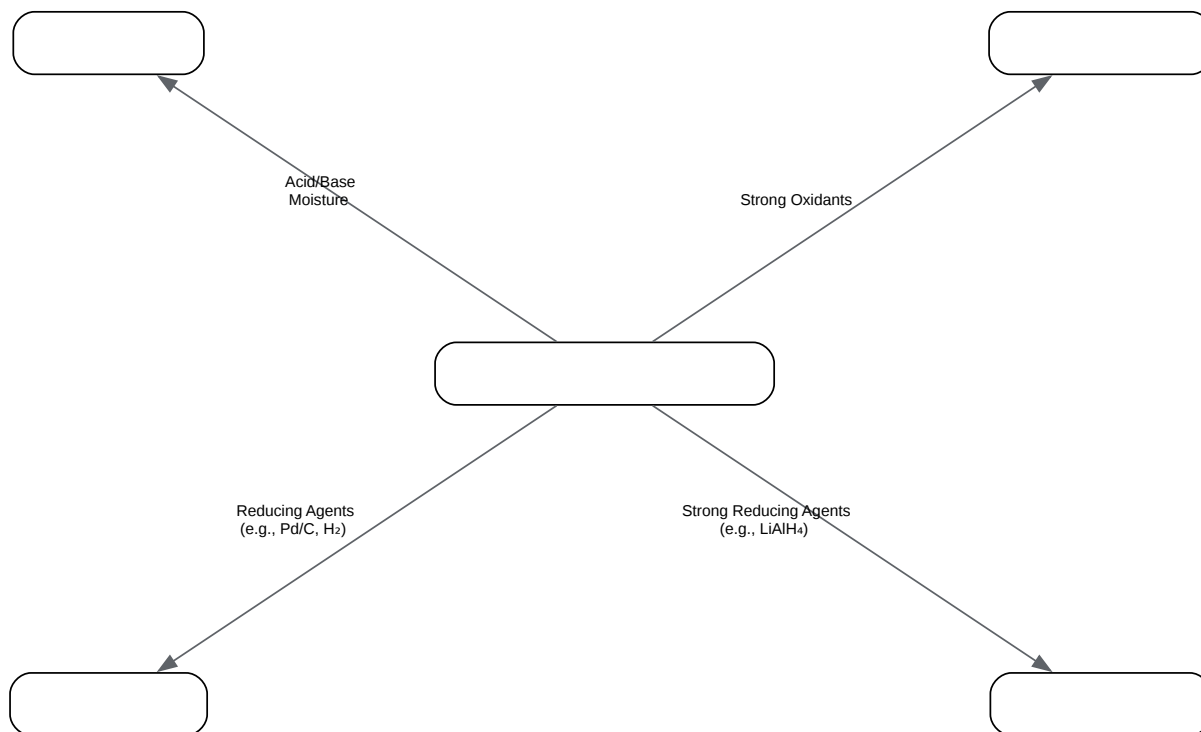 Acid/Base
Moisture
Strong Oxidants
Reducing Agents
(e.g., Pd/C, H₂)
Strong Reducing Agents
(e.g., LiAlH₄)